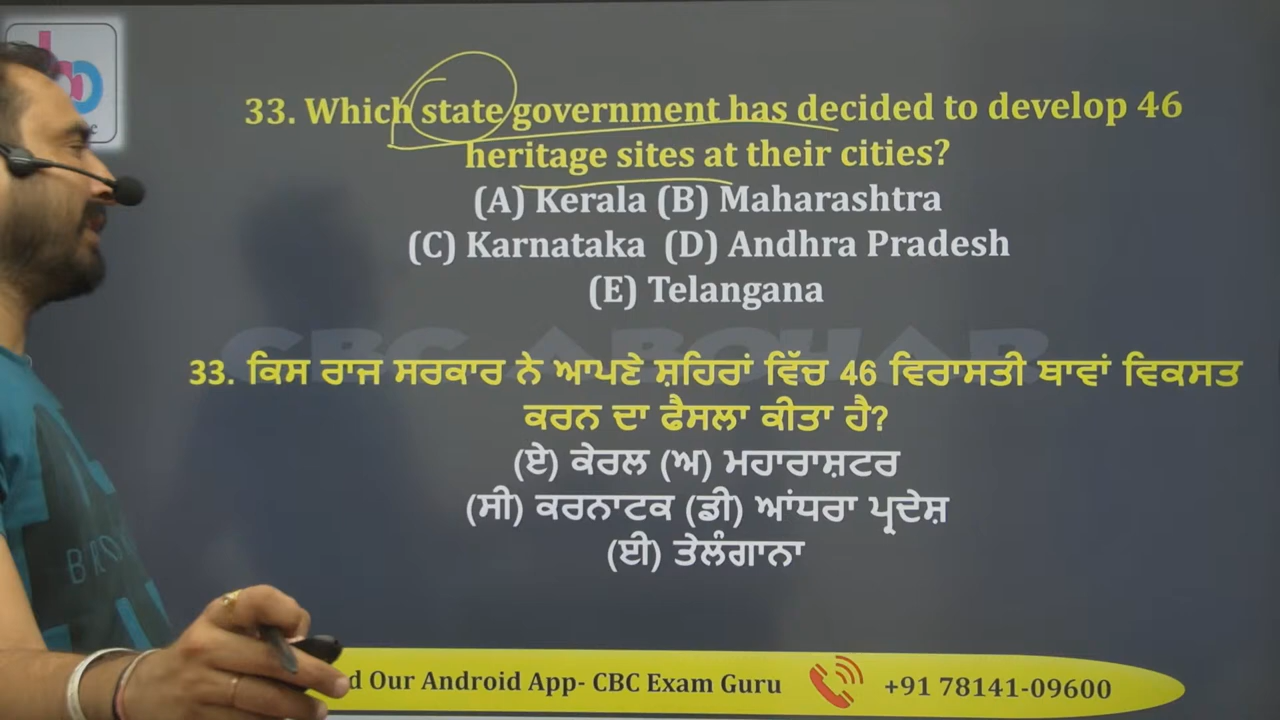 33. Which state government has decided to develop 46
heritage sites at their cities?
(A) Kerala (B) Maharashtra
(C) Karnataka (D) Andhra Pradesh
(E) Telangana
CBC ABOHAR
33. ਕਿਸ ਰਾਜ ਸਰਕਾਰ ਨੇ ਆਪਣੇ ਸ਼ਹਿਰਾਂ ਵਿੱਚ 46 ਵਿਰਾਸਤੀ ਥਾਵਾਂ ਵਿਕਸਤ
ਕਰਨ ਦਾ ਫੈਸਲਾ ਕੀਤਾ ਹੈ?
(ਏ) ਕੇਰਲ (ਅ) ਮਹਾਰਾਸ਼ਟਰ
(ਸੀ) ਕਰਨਾਟਕ (ਡੀ) ਆਂਧਰਾ ਪ੍ਰਦੇਸ਼
(ਈ) ਤੇਲੰਗਾਨਾ
d Our Android App- CBC Exam Guru +91 78141-09600